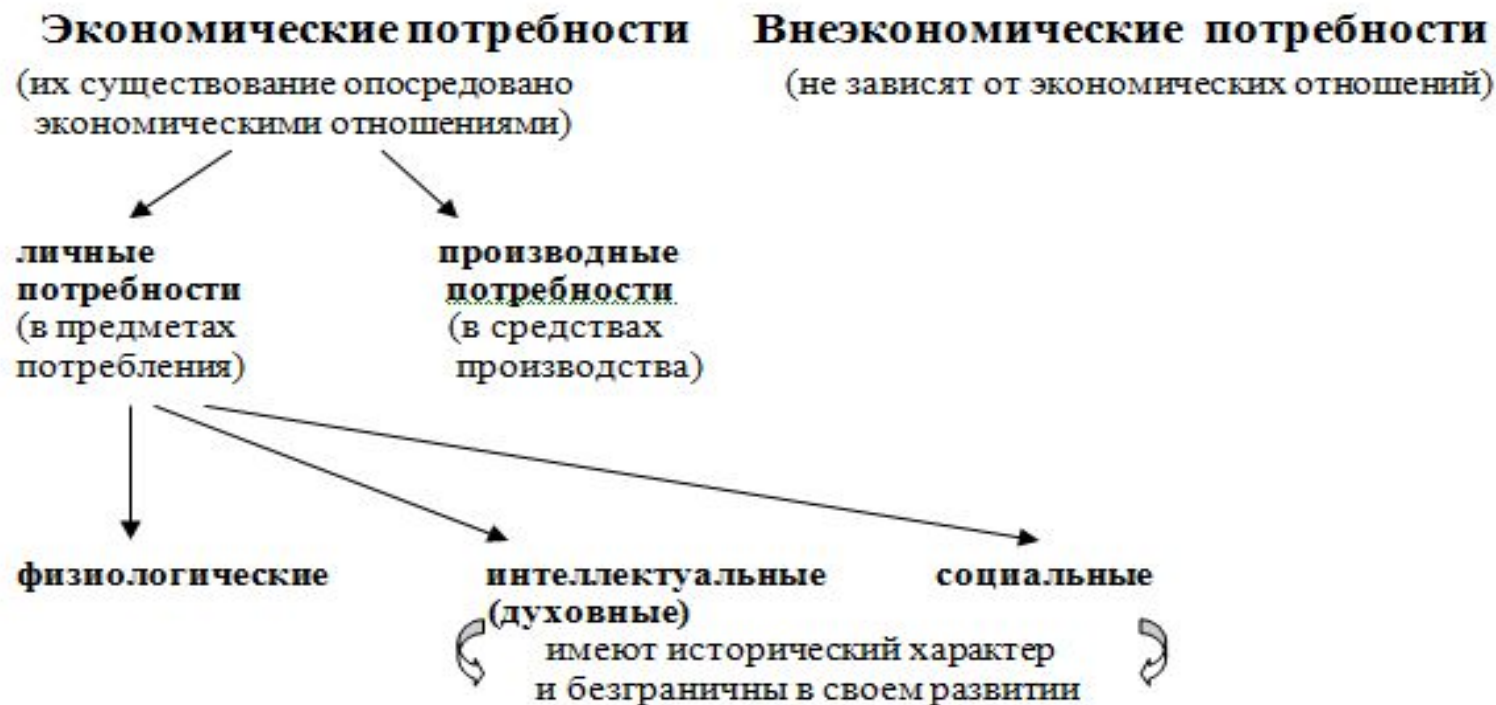 Экономические потребности
Внеэкономические потребности
(их существование опосредовано
экономическими отношениями)
(не зависят от экономических отношений)
личные
потребности
(в предметах
потребления)
производные
потребности
(в средствах
производства)
физиологические
интеллектуальные
(духовные)
социальные
имеют исторический характер
и безграничны в своем развитии